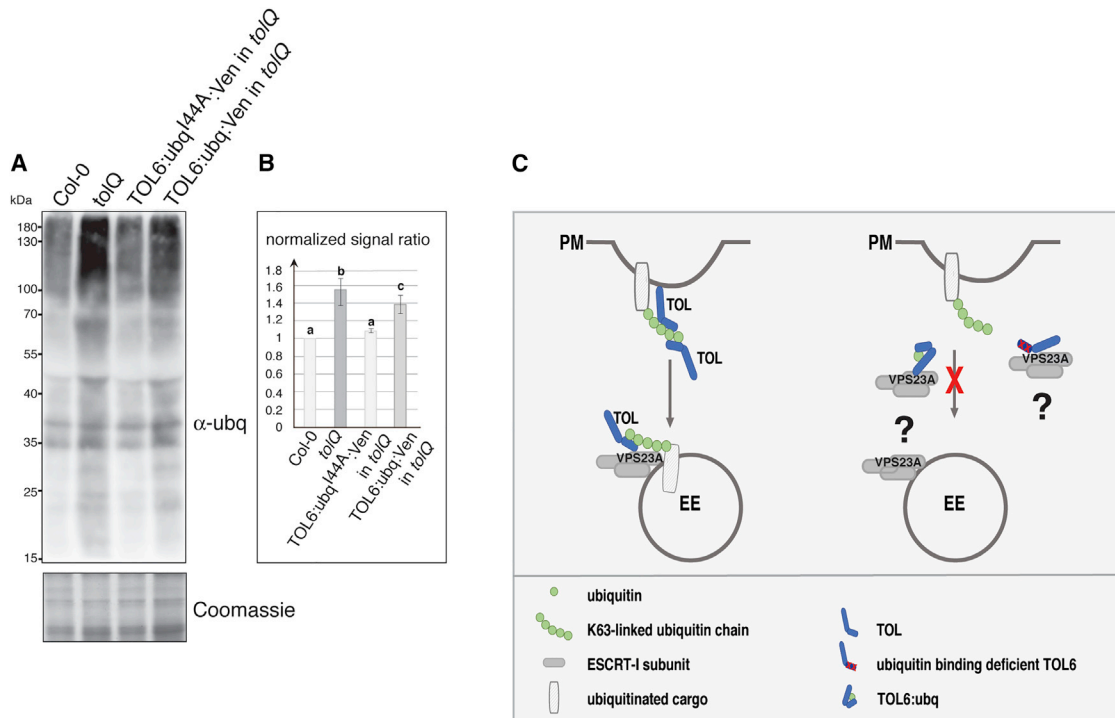 A
kDa
Col-0
tolQ
TOL6:ubqI44A:Ven in tolQ
TOL6:ubq:Ven in tolQ
180
130
100
70
55
40
35
25
15
α-ubq
Coomassie
B
normalized signal ratio
1.8
1.6
1.4
1.2
1
0.8
0.6
0.4
0.2
0
a
b
a
c
Col-0
tolQ
TOL6:ubqI44A:Ven
in tolQ
TOL6:ubq:Ven
in tolQ
C
PM
TOL
TOL
TOL
VPS23A
EE
PM
VPS23A
X
VPS23A
?
?
VPS23A
EE
ubiquitin
K63-linked ubiquitin chain
ESCRT-I subunit
ubiquitinated cargo
TOL
ubiquitin binding deficient TOL6
TOL6:ubq